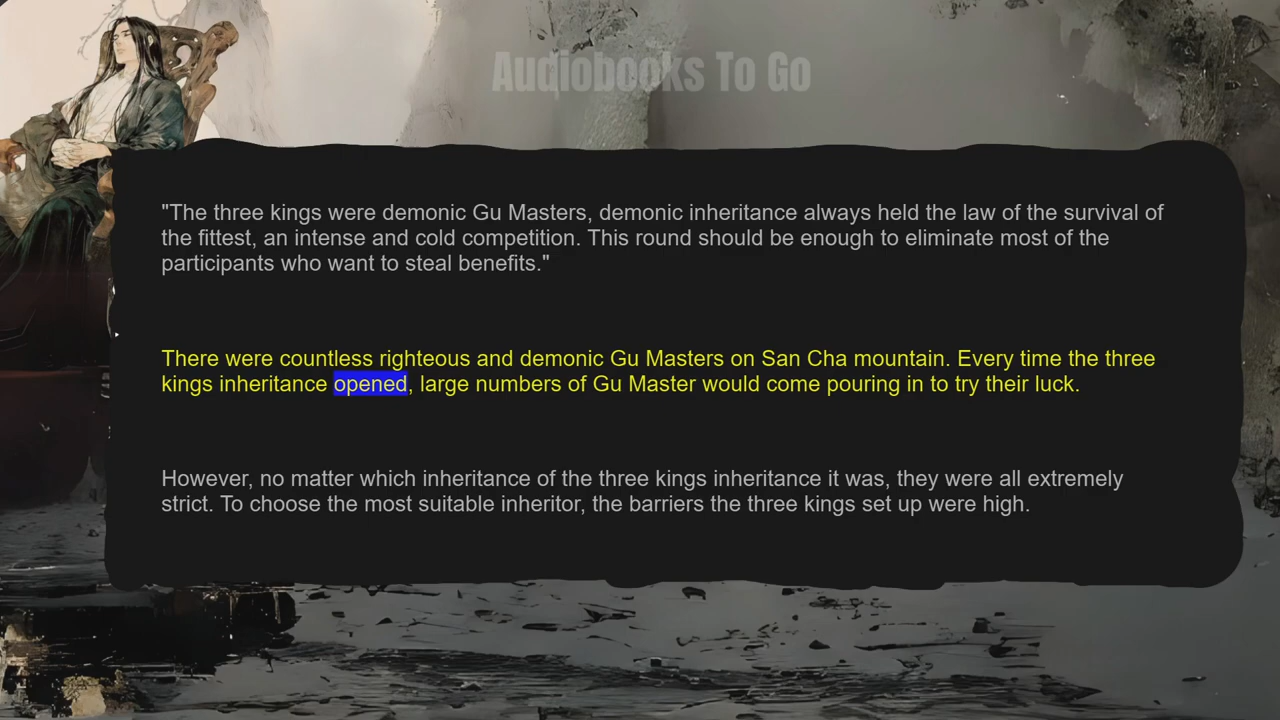 Audiobooks To Go
"The three kings were demonic Gu Masters, demonic inheritance always held the law of the survival of
the fittest, an intense and cold competition. This round should be enough to eliminate most of the
participants who want to steal benefits."
There were countless righteous and demonic Gu Masters on San Cha mountain. Every time the three
kings inheritance opened, large numbers of Gu Master would come pouring in to try their luck.
However, no matter which inheritance of the three kings inheritance it was, they were all extremely
strict. To choose the most suitable inheritor, the barriers the three kings set up were high.